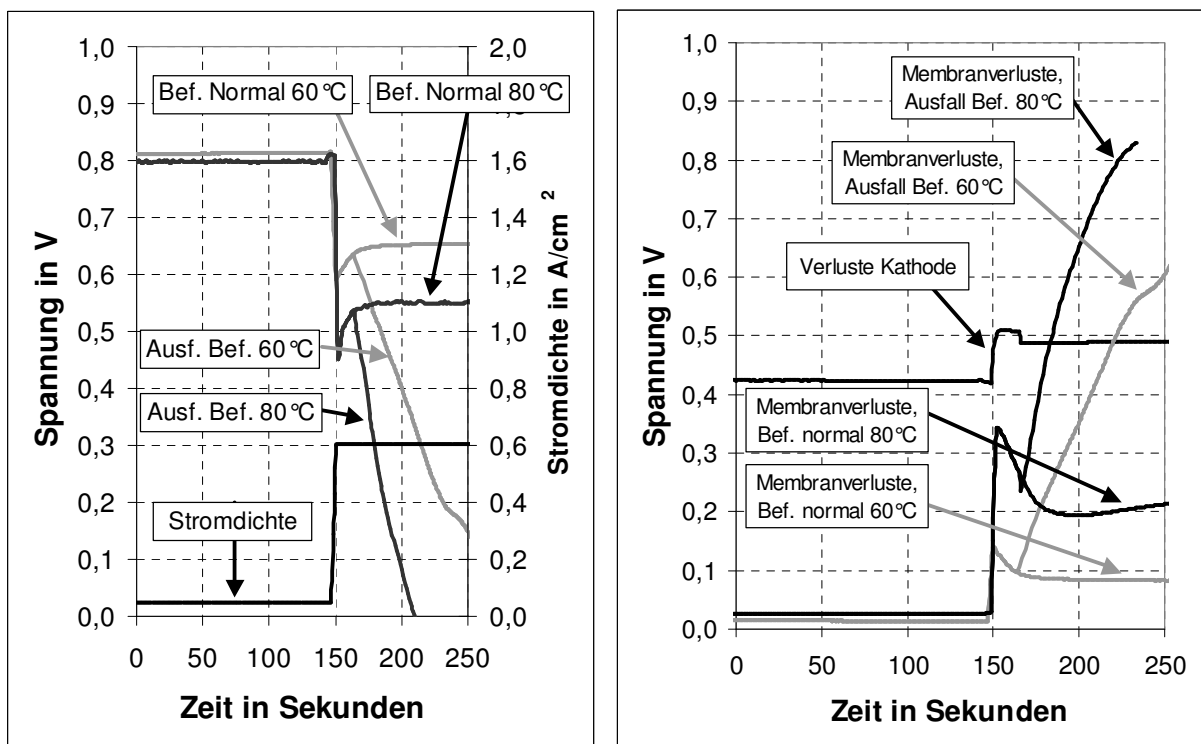 1,0
0,9
0,8
0,7
0,6
0,5
0,4
0,3
0,2
0,1
0,0
Spannung in V
2,0
1,6
1,4
1,2
1,0
0,8
0,6
0,4
0,2
0,0
Stromdichte in A/cm²
Bef. Normal 60°C
Bef. Normal 80°C
Ausf. Bef. 60°C
Ausf. Bef. 80°C
Stromdichte
0 50 100 150 200 250
Zeit in Sekunden
1,0
0,9
0,8
0,7
0,6
0,5
0,4
0,3
0,2
0,1
0,0
Spannung in V
Membranverluste,
Ausfall Bef. 80°C
Membranverluste,
Ausfall Bef. 60°C
Verluste Kathode
Membranverluste,
Bef. normal 80°C
Membranverluste,
Bef. normal 60°C
0 50 100 150 200 250
Zeit in Sekunden